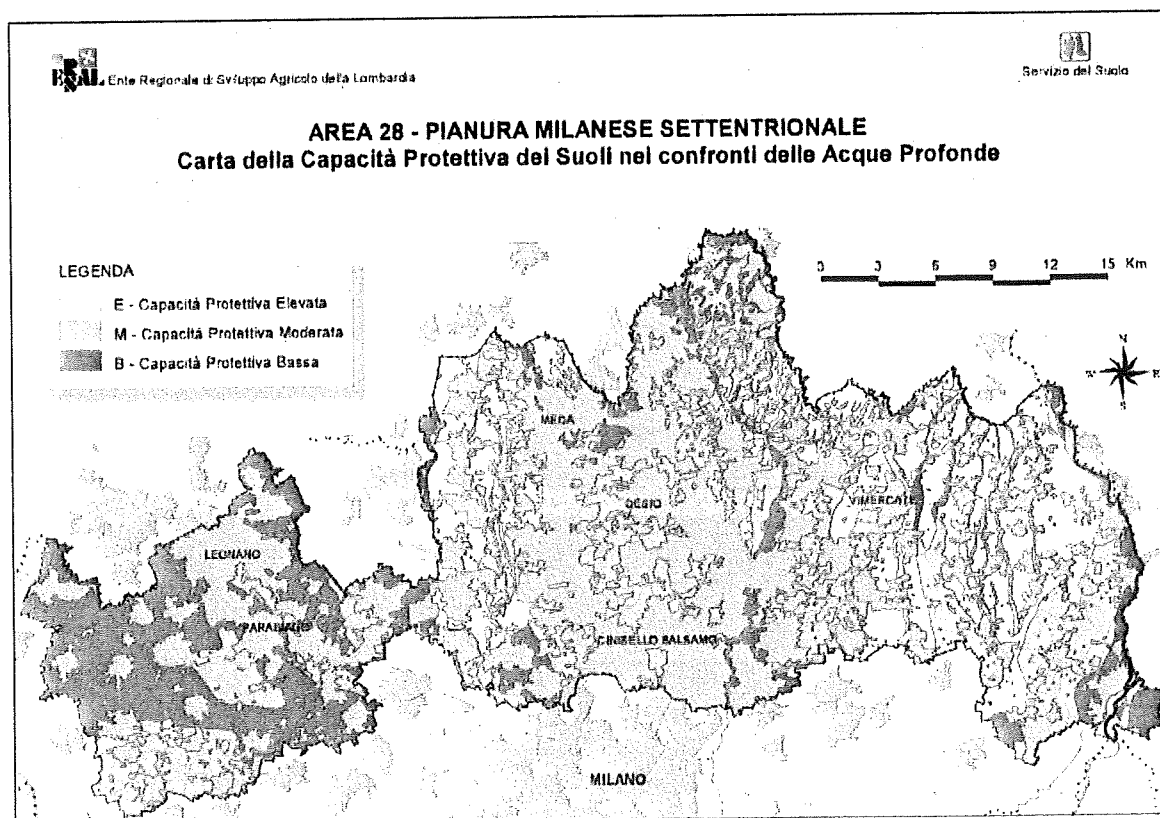 ERSAL Ente Regionale di Sviluppo Agricolo della Lombardia
Servizio del Suolo
AREA 28 - PIANURA MILANESE SETTENTRIONALE
Carta della Capacità Protettiva dei Suoli nei confronti delle Acque Profonde
LEGENDA
E - Capacità Protettiva Elevata
M - Capacità Protettiva Moderata
B - Capacità Protettiva Bassa
0 3 6 9 12 15 Km
N
W E
S
MEDA
DESIO
VIMERCATE
LEGNANO
PARABIAGO
CINISELLO BALSAMO
MILANO